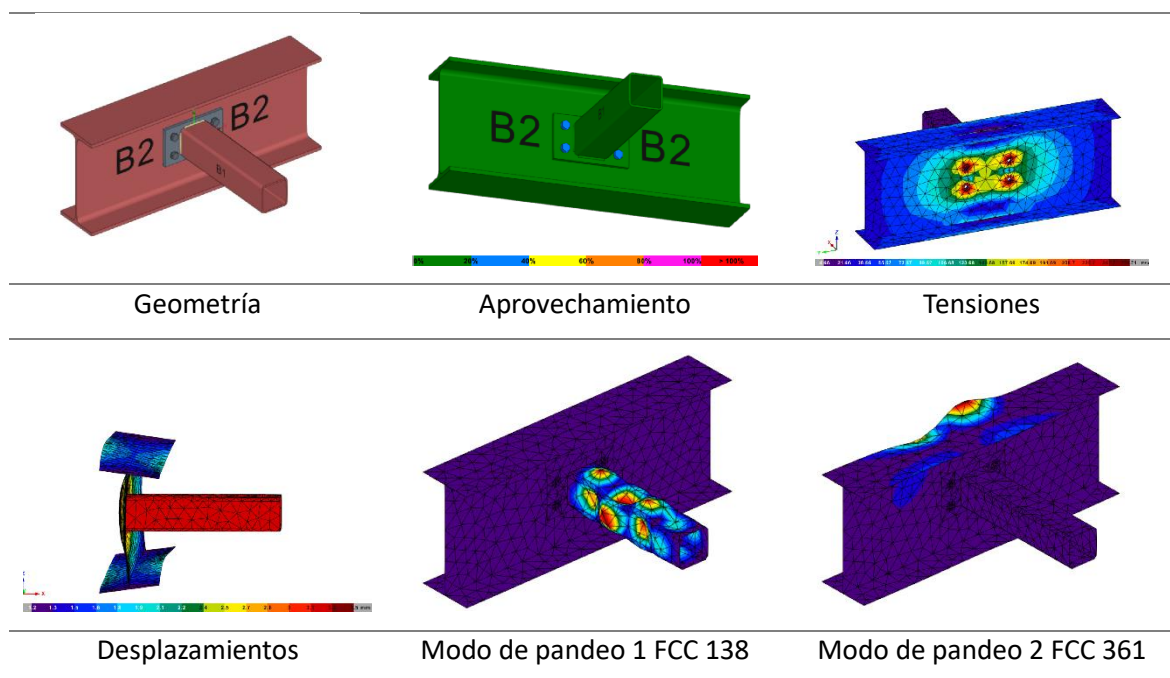 B2
B2
B1
B2
B2
0% 20% 40% 60% 80% 100% > 100%
Geometría
Aprovechamiento
Tensiones
Desplazamientos
Modo de pandeo 1 FCC 138
Modo de pandeo 2 FCC 361